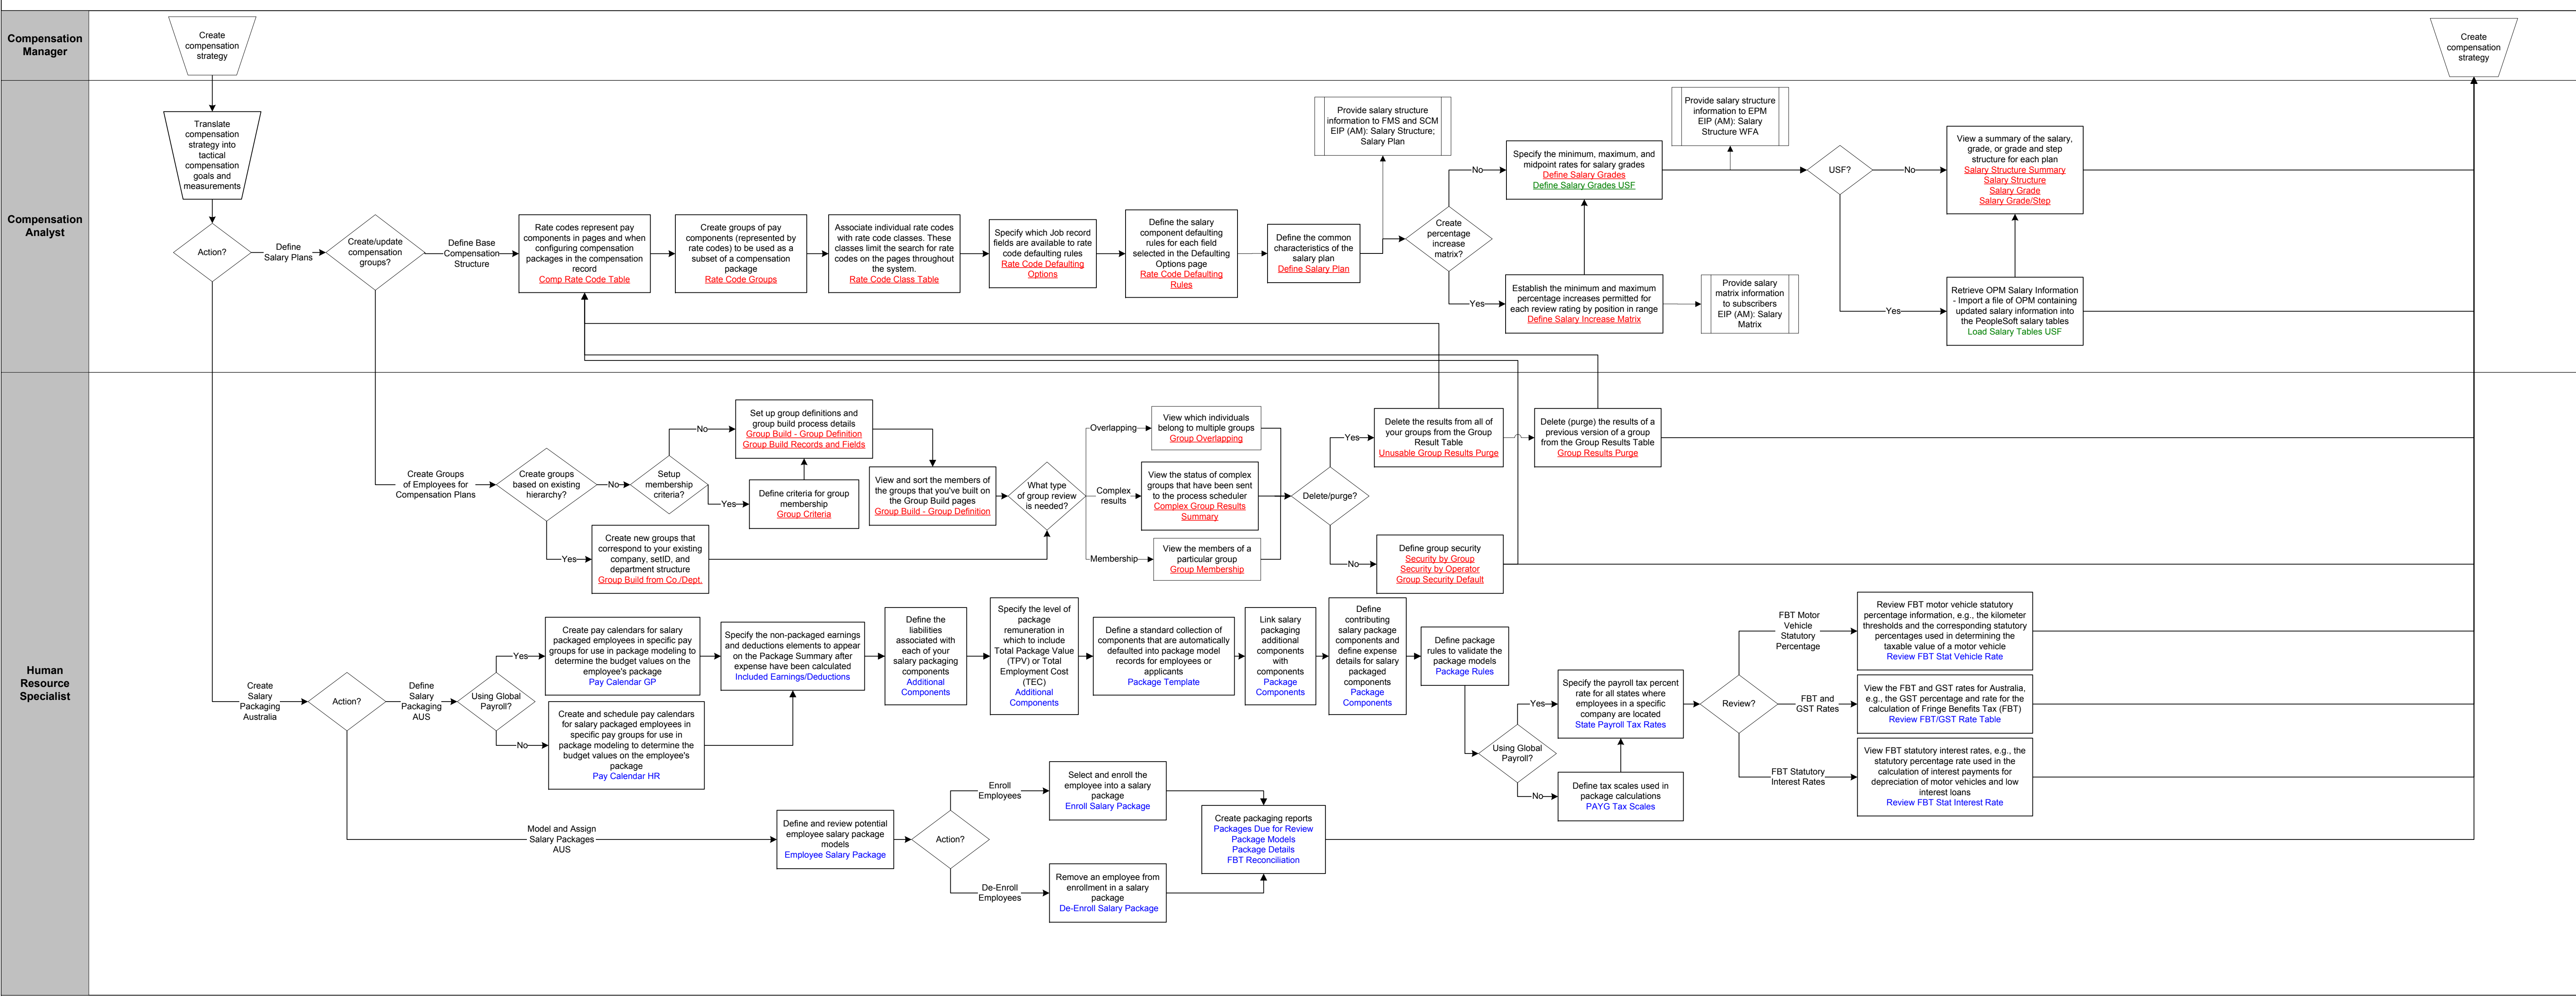 Compensation
Manager
Create
compensation
strategy
Create
compensation
strategy
Compensation
Analyst
Translate
compensation
strategy into
tactical
compensation
goals and
measurements
Action?
Define
Salary Plans
Create/update
compensation
groups?
Define Base
Compensation
Structure
Rate codes represent pay
components in pages and when
configuring compensation
packages in the compensation
record
Comp Rate Code Table
Create groups of pay
components (represented by
rate codes) to be used as a
subset of a compensation
package
Rate Code Groups
Associate individual rate codes
with rate code classes. These
classes limit the search for rate
codes on the pages throughout
the system.
Rate Code Class Table
Specify which Job record
fields are available to rate
code defaulting rules
Rate Code Defaulting
Options
Define the salary
component defaulting
rules for each field
selected in the Defaulting
Options page
Rate Code Defaulting
Rules
Define the common
characteristics of the
salary plan
Define Salary Plan
Provide salary structure
information to FMS and SCM
EIP (AM): Salary Structure;
Salary Plan
Create
percentage
increase
matrix?
No
Specify the minimum, maximum, and
midpoint rates for salary grades
Define Salary Grades
Define Salary Grades USF
Yes
Establish the minimum and maximum
percentage increases permitted for
each review rating by position in range
Define Salary Increase Matrix
Provide salary structure
information to EPM
EIP (AM): Salary
Structure WFA
Provide salary
matrix information
to subscribers
EIP (AM): Salary
Matrix
USF?
No
View a summary of the salary,
grade, or grade and step
structure for each plan
Salary Structure Summary
Salary Structure
Salary Grade
Salary Grade/Step
Yes
Retrieve OPM Salary Information
- Import a file of OPM containing
updated salary information into
the PeopleSoft salary tables
Load Salary Tables USF
Human
Resource
Specialist
Create Groups
of Employees for
Compensation Plans
Create groups
based on existing
hierarchy?
No
Setup
membership
criteria?
No
Set up group definitions and
group build process details
Group Build - Group Definition
Group Build Records and Fields
Yes
Define criteria for group
membership
Group Criteria
Yes
Create new groups that
correspond to your existing
company, setID, and
department structure
Group Build from Co./Dept.
View and sort the members of
the groups that you've built on
the Group Build pages
Group Build - Group Definition
What type
of group review
is needed?
Overlapping
View which individuals
belong to multiple groups
Group Overlapping
Complex
results
View the status of complex
groups that have been sent
to the process scheduler
Complex Group Results
Summary
Membership
View the members of a
particular group
Group Membership
Delete/purge?
Yes
Delete the results from all of
your groups from the Group
Result Table
Unusable Group Results Purge
Delete (purge) the results of a
previous version of a group
from the Group Results Table
Group Results Purge
No
Define group security
Security by Group
Security by Operator
Group Security Default
Create
Salary
Packaging
Australia
Action?
Define
Salary
Packaging
AUS
Using Global
Payroll?
Yes
Create pay calendars for salary
packaged employees in specific pay
groups for use in package modeling to
determine the budget values on the
employee's package
Pay Calendar GP
No
Create and schedule pay calendars
for salary packaged employees in
specific pay groups for use in
package modeling to determine the
budget values on the employee's
package
Pay Calendar HR
Specify the non-packaged earnings
and deductions elements to appear
on the Package Summary after
expense have been calculated
Included Earnings/Deductions
Define the
liabilities
associated with
each of your
salary packaging
components
Additional
Components
Specify the level of
package
remuneration in
which to include
Total Package Value
(TPV) or Total
Employment Cost
(TEC)
Additional
Components
Define a standard collection of
components that are automatically
defaulted into package model
records for employees or
applicants
Package Template
Link salary
packaging
additional
components
with
components
Package
Components
Define
contributing
salary package
components and
define expense
details for salary
packaged
components
Package
Components
Define package
rules to validate the
package models
Package Rules
Using Global
Payroll?
Yes
Specify the payroll tax percent
rate for all states where
employees in a specific
company are located
State Payroll Tax Rates
No
Define tax scales used in
package calculations
PAYG Tax Scales
Review?
FBT Motor
Vehicle
Statutory
Percentage
Review FBT motor vehicle statutory
percentage information, e.g., the kilometer
thresholds and the corresponding statutory
percentages used in determining the
taxable value of a motor vehicle
Review FBT Stat Vehicle Rate
FBT and
GST Rates
View the FBT and GST rates for Australia,
e.g., the GST percentage and rate for the
calculation of Fringe Benefits Tax (FBT)
Review FBT/GST Rate Table
FBT Statutory
Interest Rates
View FBT statutory interest rates, e.g., the
statutory percentage rate used in the
calculation of interest payments for
depreciation of motor vehicles and low
interest loans
Review FBT Stat Interest Rate
Model and Assign
Salary Packages
AUS
Define and review potential
employee salary package
models
Employee Salary Package
Action?
Enroll
Employees
Select and enroll the
employee into a salary
package
Enroll Salary Package
De-Enroll
Employees
Remove an employee from
enrollment in a salary
package
De-Enroll Salary Package
Create packaging reports
Packages Due for Review
Package Models
Package Details
FBT Reconciliation